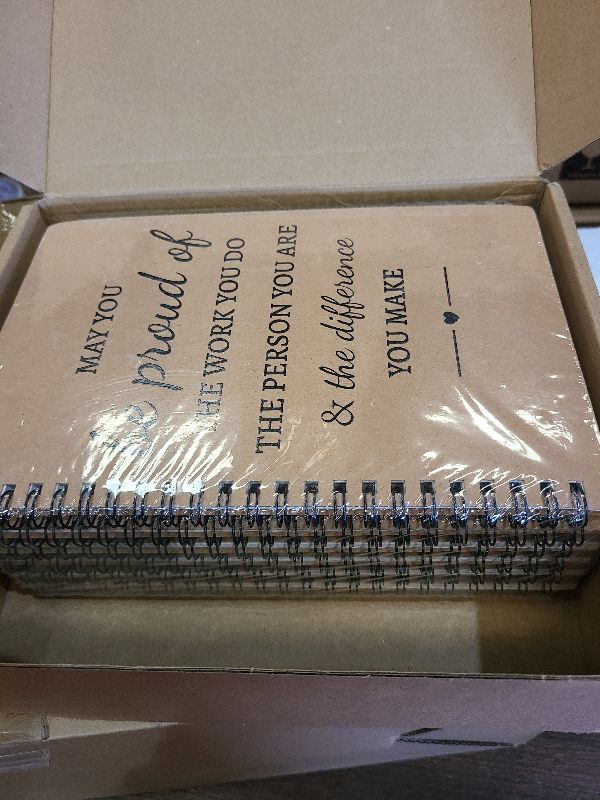 MAY YOU
be proud of
THE WORK YOU DO
THE PERSON YOU ARE
& the difference
YOU MAKE